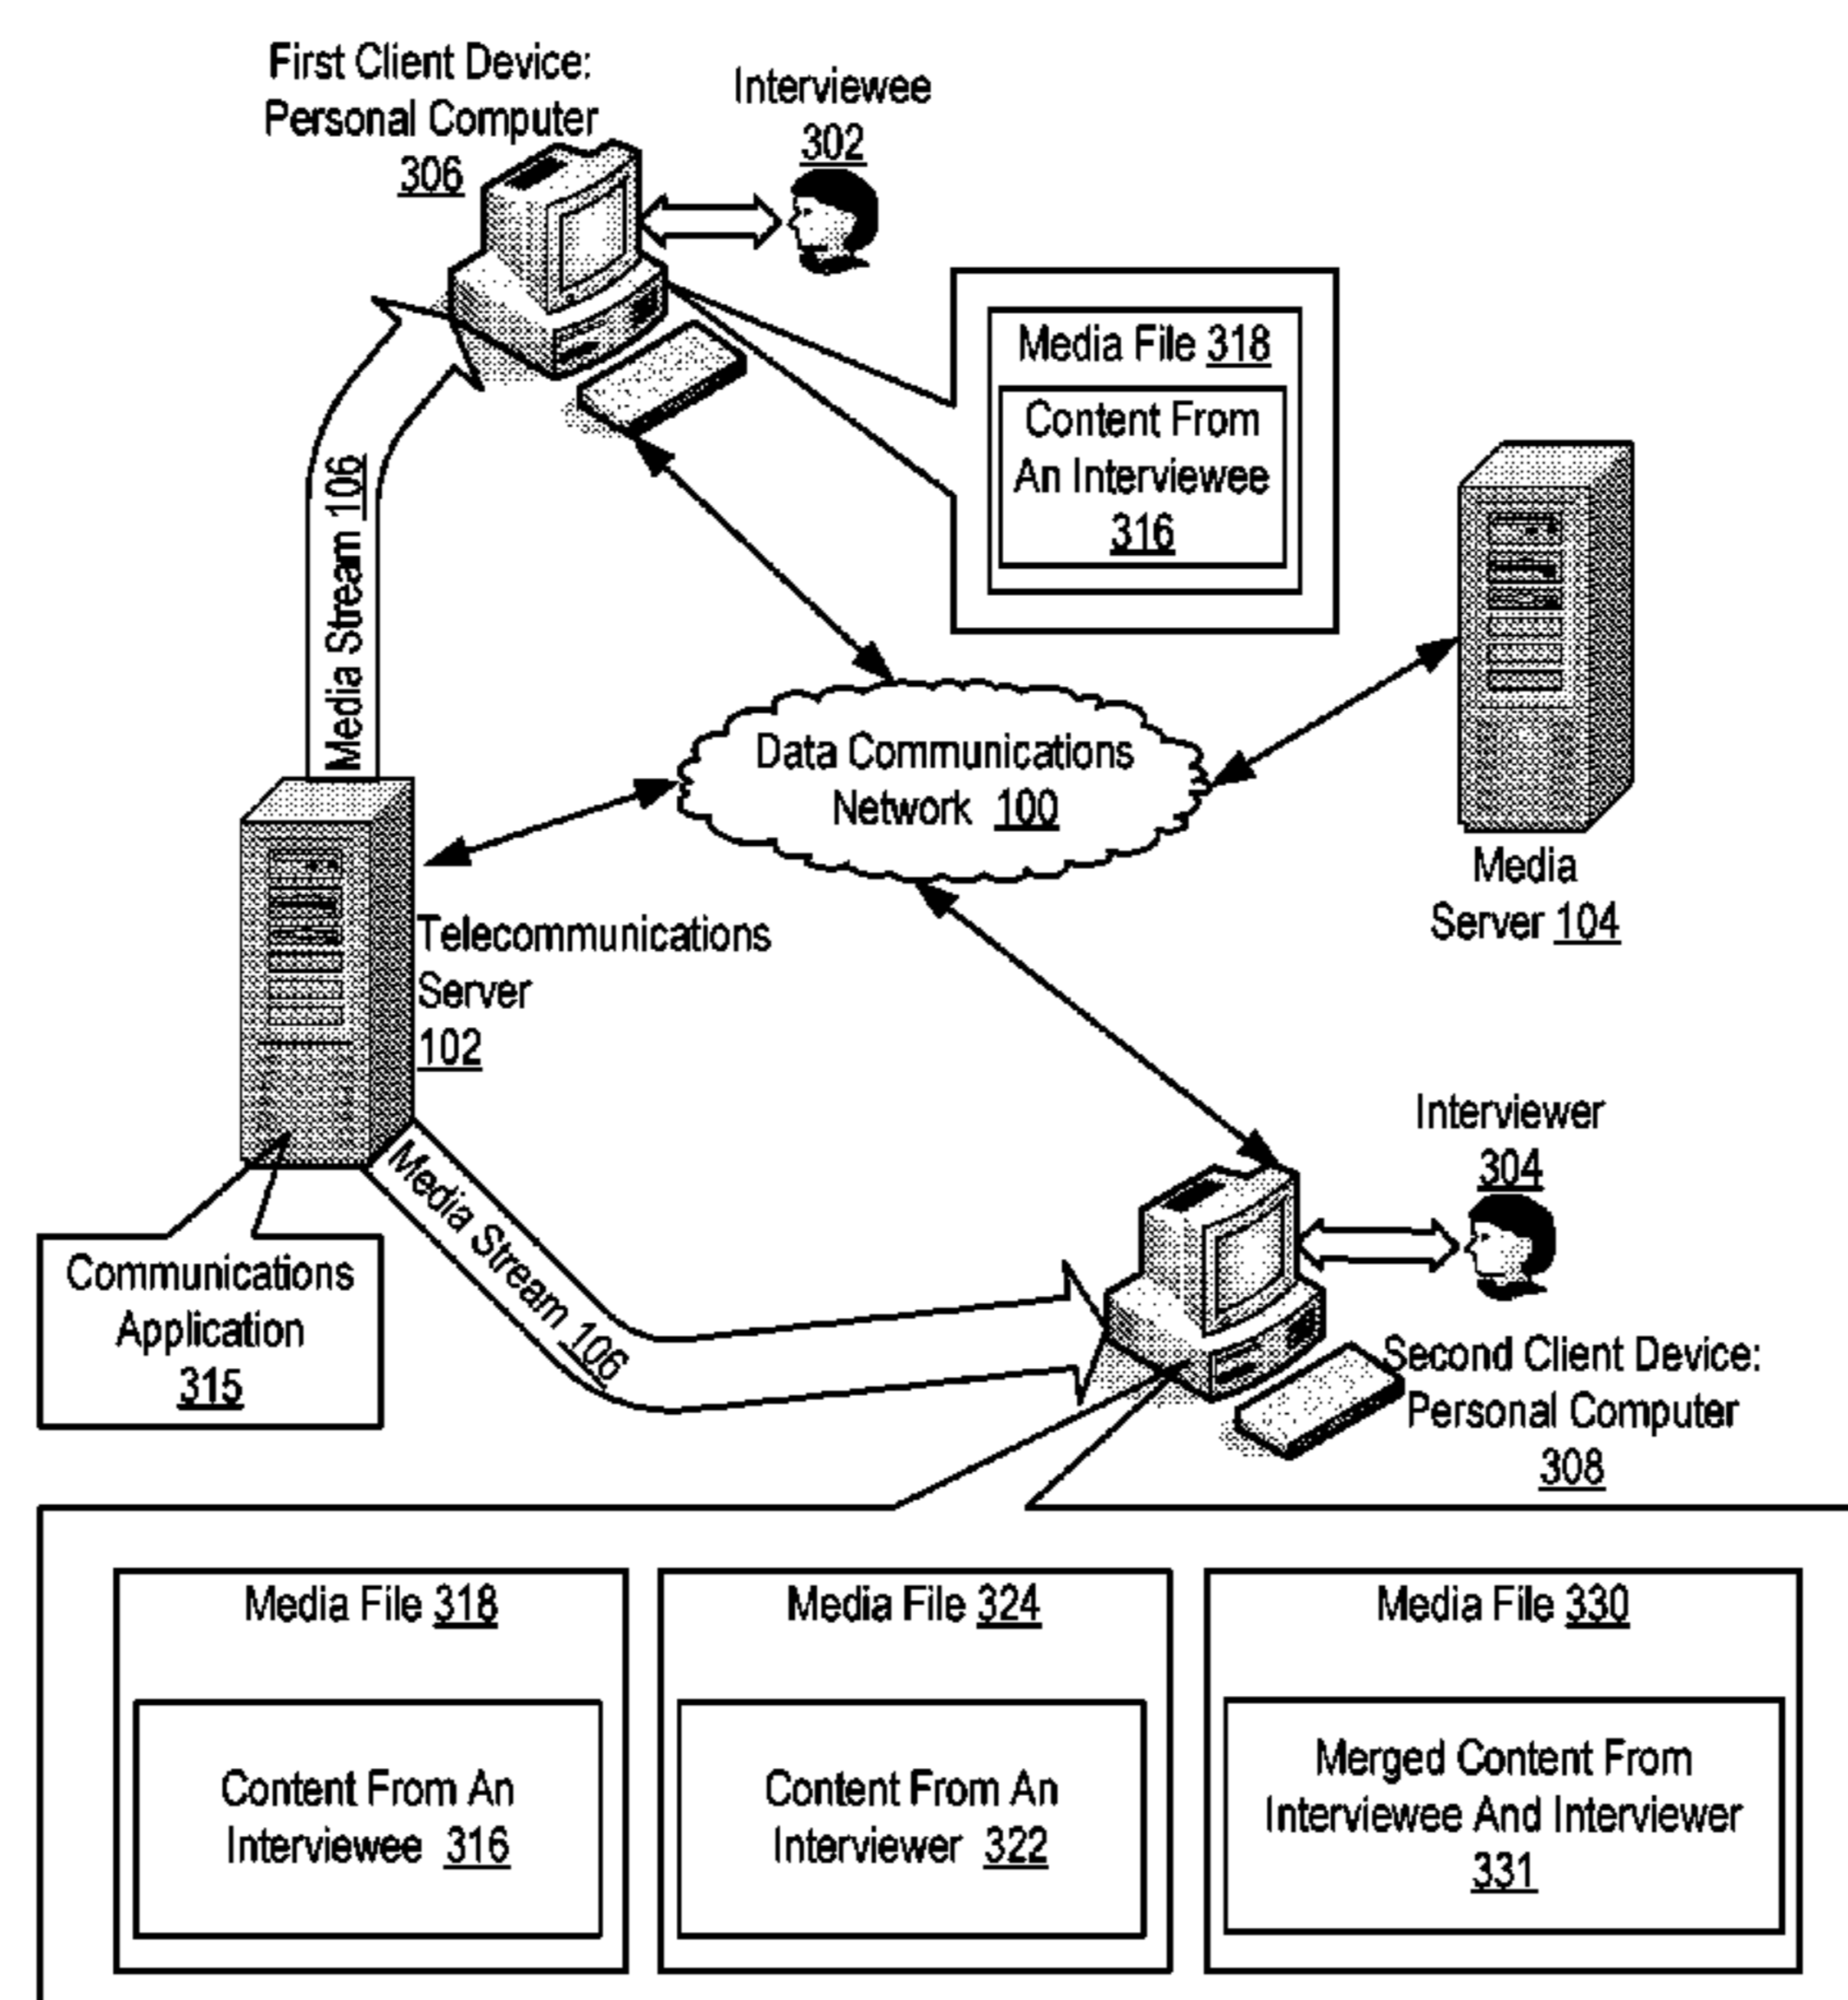 First Client Device:
Personal Computer
306
Interviewee
302
Media File 318
Content From
An Interviewee
316
Media Stream 106
Data Communications
Network 100
Media
Server 104
Telecommunications
Server
102
Interviewer
304
Media Stream 106
Communications
Application
315
Second Client Device:
Personal Computer
308
Media File 318
Content From An
Interviewee 316
Media File 324
Content From An
Interviewer 322
Media File 330
Merged Content From
Interviewee And Interviewer
331